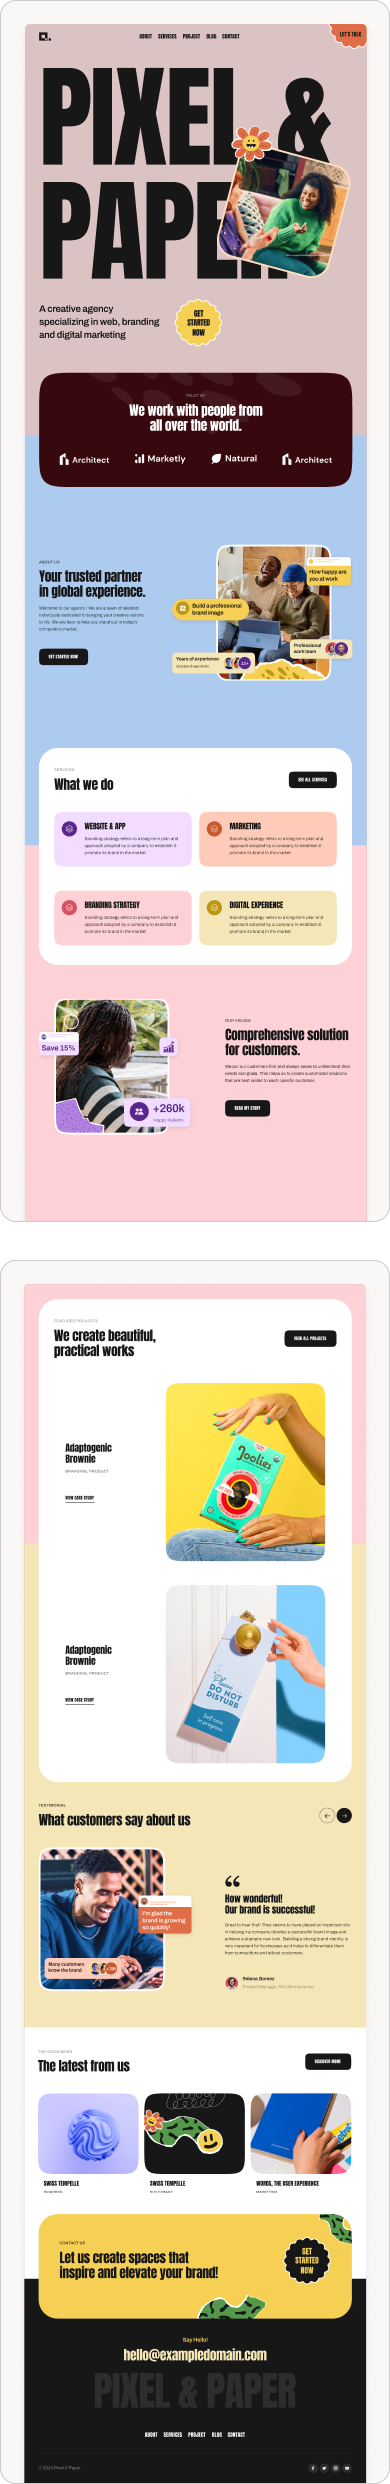 ABOUT SERVICES PROJECT BLOG CONTACT
LET'S TALK
PIXEL &
PAPER
A creative agency
specializing in web, branding
and digital marketing
GET
STARTED
NOW
TRUST BY
We work with people from
all over the world.
Architect Marketly Natural Architect
ABOUT US
Your trusted partner
in global experience.
Welcome to our agency! We are a team of talented
individuals dedicated to bringing your creative visions
to life. We are here to help you stand out in today's
competitive market.
GET STARTED NOW
How happy are
you at work
Build a professional
brand image
Professional
work team
Years of experience
12+
SERVICES
What we do
SEE ALL SERVICES
WEBSITE & APP
Branding strategy refers to a long-term plan and
approach adopted by a company to establish &
promote its brand in the market
MARKETING
Branding strategy refers to a long-term plan and
approach adopted by a company to establish &
promote its brand in the market
BRANDING STRATEGY
Branding strategy refers to a long-term plan and
approach adopted by a company to establish &
promote its brand in the market
DIGITAL EXPERIENCE
Branding strategy refers to a long-term plan and
approach adopted by a company to establish &
promote its brand in the market
Save 15%
+260k
Happy Patients
OUR VALUES
Comprehensive solution
for customers.
We put our customers first and always seeks to understand their
needs and goals. This helps us to create customized solutions
that are best suited to each specific customer.
READ MY STORY
FEATURED PROJECTS
We create beautiful,
practical works
VIEW ALL PROJECTS
Adaptogenic
Brownie
BRANDING, PRODUCT
VIEW CASE STUDY
Joolies
Adaptogenic
Brownie
BRANDING, PRODUCT
VIEW CASE STUDY
Please
DO NOT
DISTURB
Self care
in progress.
TESTIMONIAL
What customers say about us
I'm glad the
brand is growing
so quickly!
Many customers
know the brand
How wonderful!
Our brand is successful!
Great to hear that! They seems to have played an important role
in helping your company develop a successful brand image and
achieve a dramatic new look. Building a strong brand identity is
very important for businesses as it helps to differentiate them
from competitors and attract customers.
Selena Gomez
THE GOOD NEWS
The latest from us
DISCOVER MORE
SWISS TEMPELLE
SWISS TEMPELLE
WORDS, THE USER EXPERIENCE
CONTACT US
Let us create spaces that
inspire and elevate your brand!
GET
STARTED
NOW
Say Hello!
hello@exampledomain.com
PIXEL & PAPER
ABOUT SERVICES PROJECT BLOG CONTACT
© 2024 Pixel & Paper